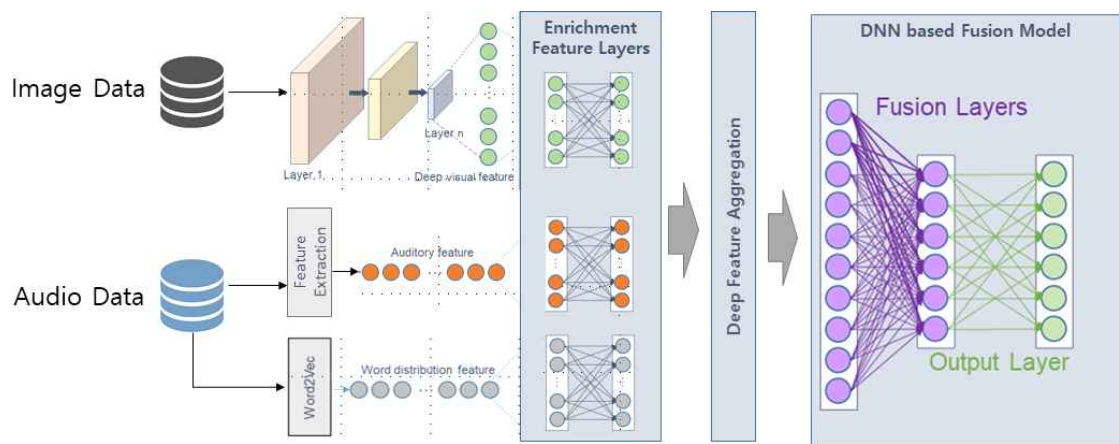 Image Data
Layer 1
Layer n
Deep visual feature
Audio Data
Feature
Extraction
Auditory feature
Word2Vec
Word distribution feature
Enrichment
Feature Layers
Deep Feature Aggregation
DNN based Fusion Model
Fusion Layers
Output Layer